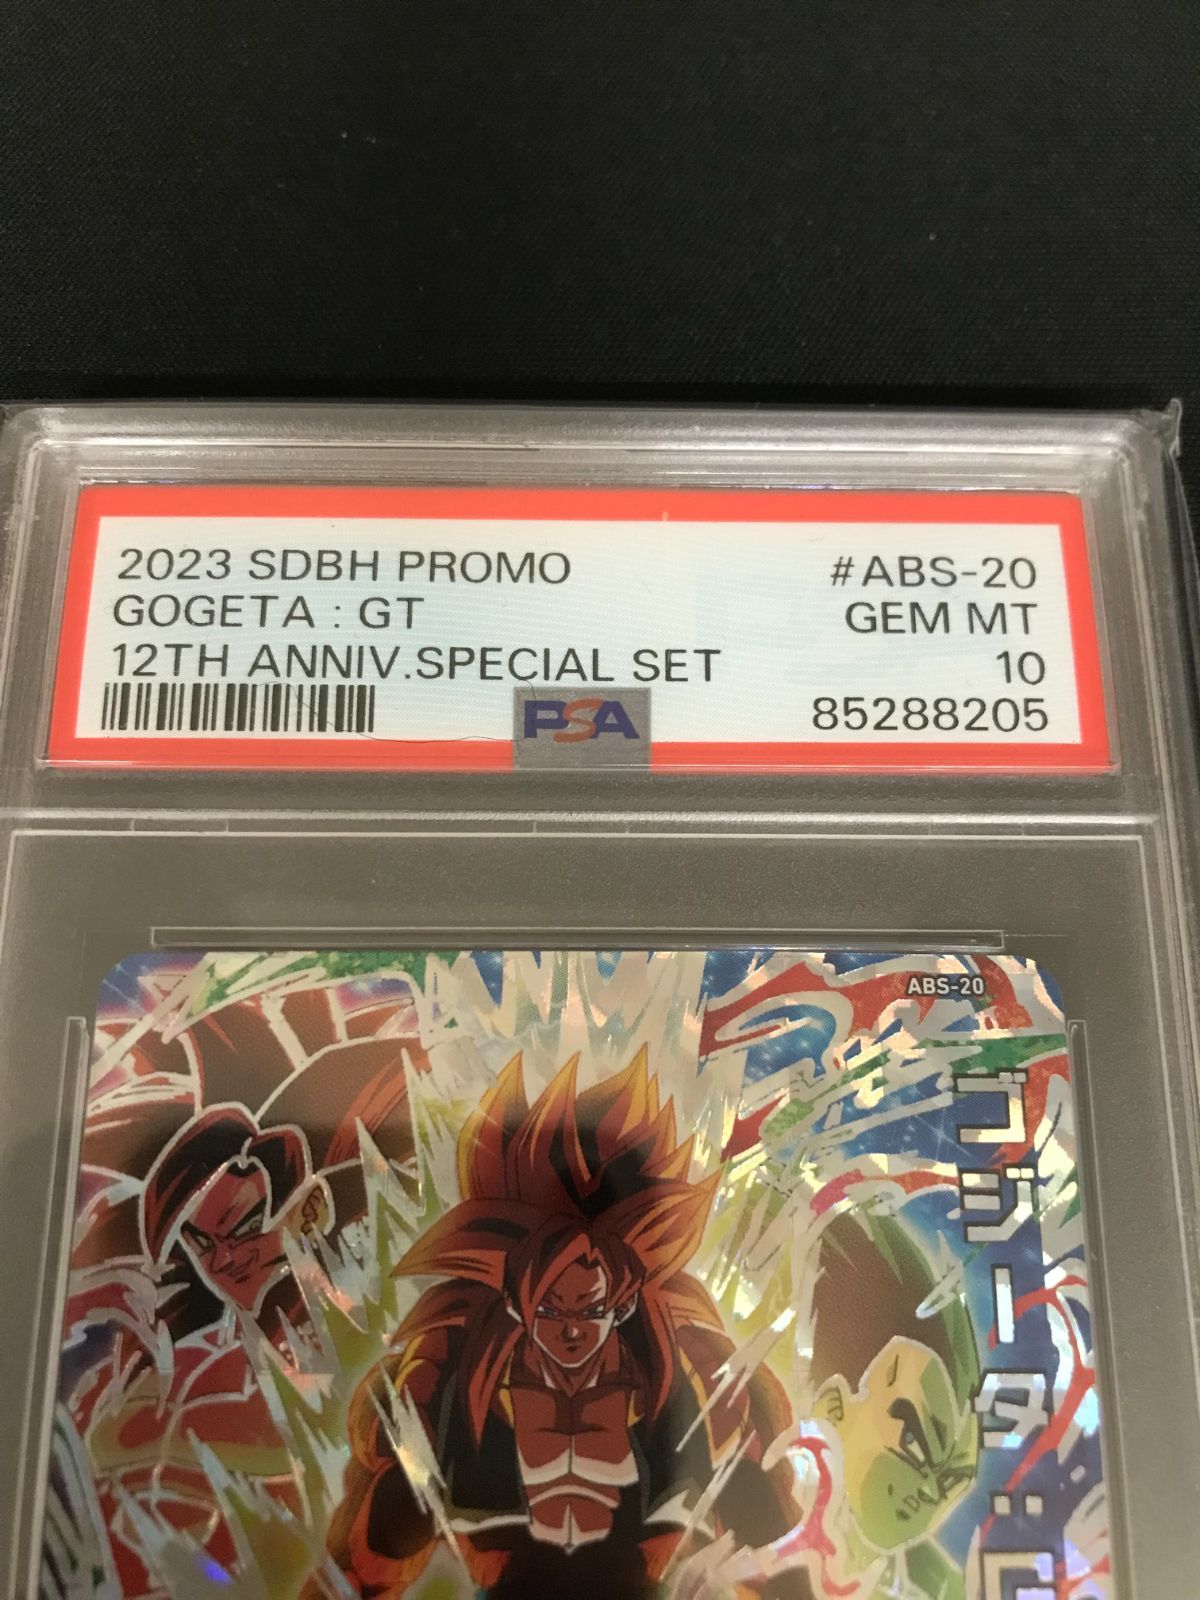 2023 SDBH PROMO #ABS-20
GOGETA : GT GEM MT
12TH ANNIV.SPECIAL SET 10
PSA 85288205
ABS-20
ゴジータ: